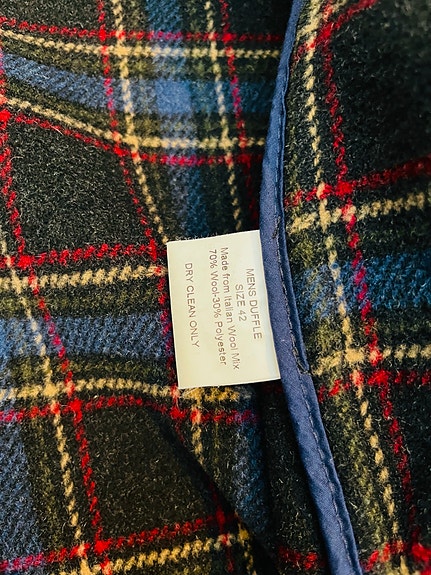 MENS DUFFLE
SIZE 42
Made from Italian Wool Mix
70% Wool-30% Polyester
DRY CLEAN ONLY